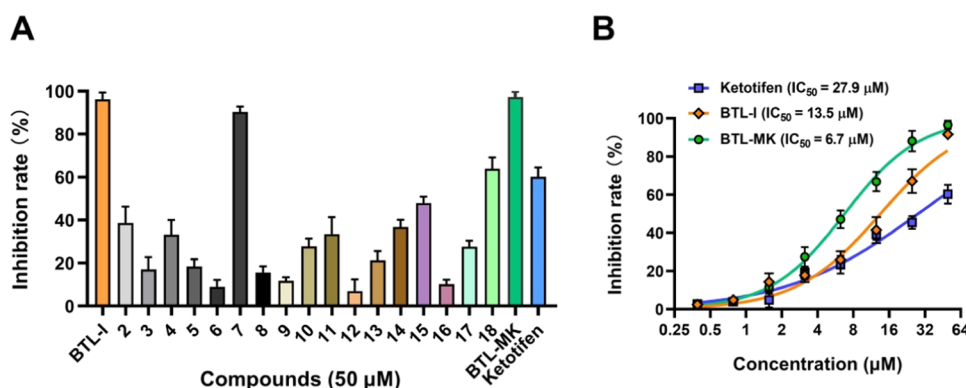 A
Inhibition rate (%)
100
80
60
40
20
0
BTL-I
2
3
4
5
6
7
8
9
10
11
12
13
14
15
16
17
18
BTL-MK
Ketotifen
Compounds (50 μM)
B
Inhibition rate (%)
Ketotifen (IC50 = 27.9 μM)
BTL-I (IC50 = 13.5 μM)
BTL-MK (IC50 = 6.7 μM)
100
80
60
40
20
0
0.25 0.5 1 2 4 8 16 32 64
Concentration (μM)